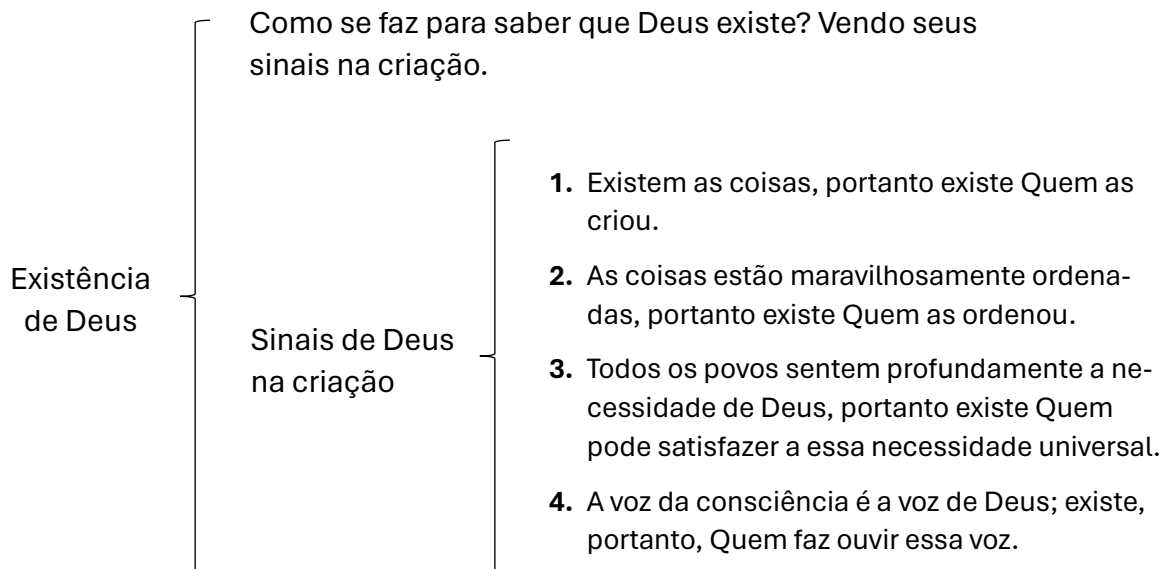 Como se faz para saber que Deus existe? Vendo seus
sinais na criação.
Existência
de Deus
Sinais de Deus
na criação
1. Existem as coisas, portanto existe Quem as
criou.
2. As coisas estão maravilhosamente ordena-
das, portanto existe Quem as ordenou.
3. Todos os povos sentem profundamente a ne-
cessidade de Deus, portanto existe Quem
pode satisfazer a essa necessidade universal.
4. A voz da consciência é a voz de Deus; existe,
portanto, Quem faz ouvir essa voz.